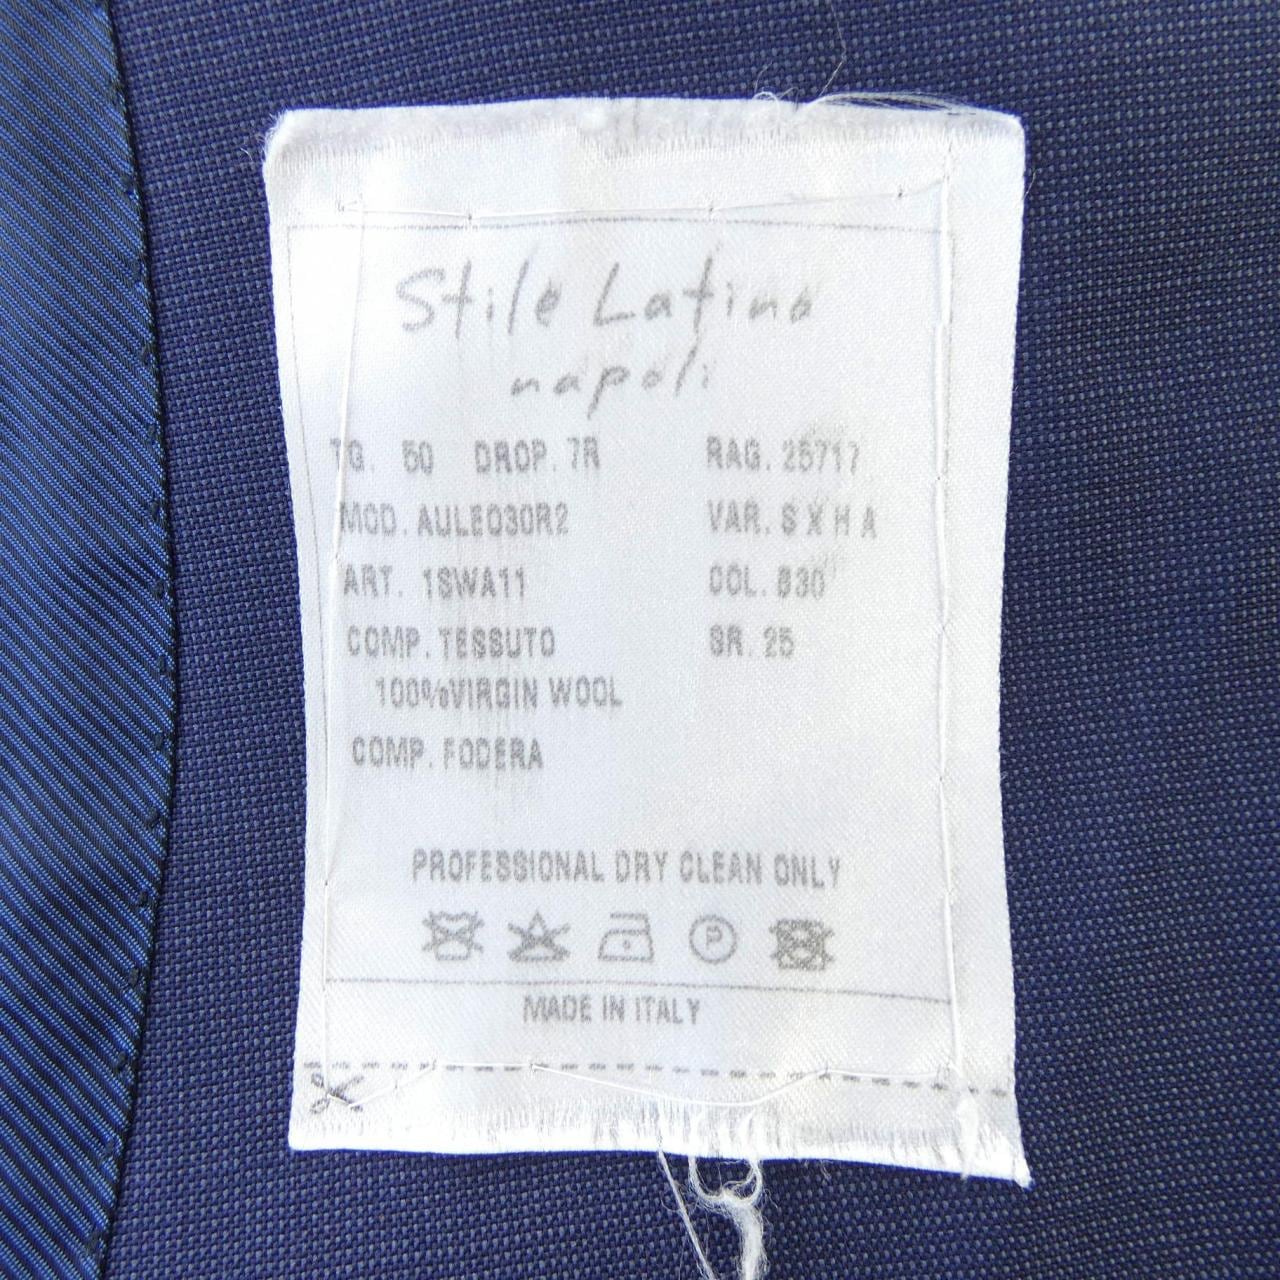 Stile Latino
napoli
TG. 50 DROP. 7R RAG. 25717
MOD. AULEO30R2 VAR. S X H A
ART. 1SWA11 COL. 830
COMP. TESSUTO SR. 25
100%VIRGIN WOOL
COMP. FODERA
PROFESSIONAL DRY CLEAN ONLY
P
MADE IN ITALY